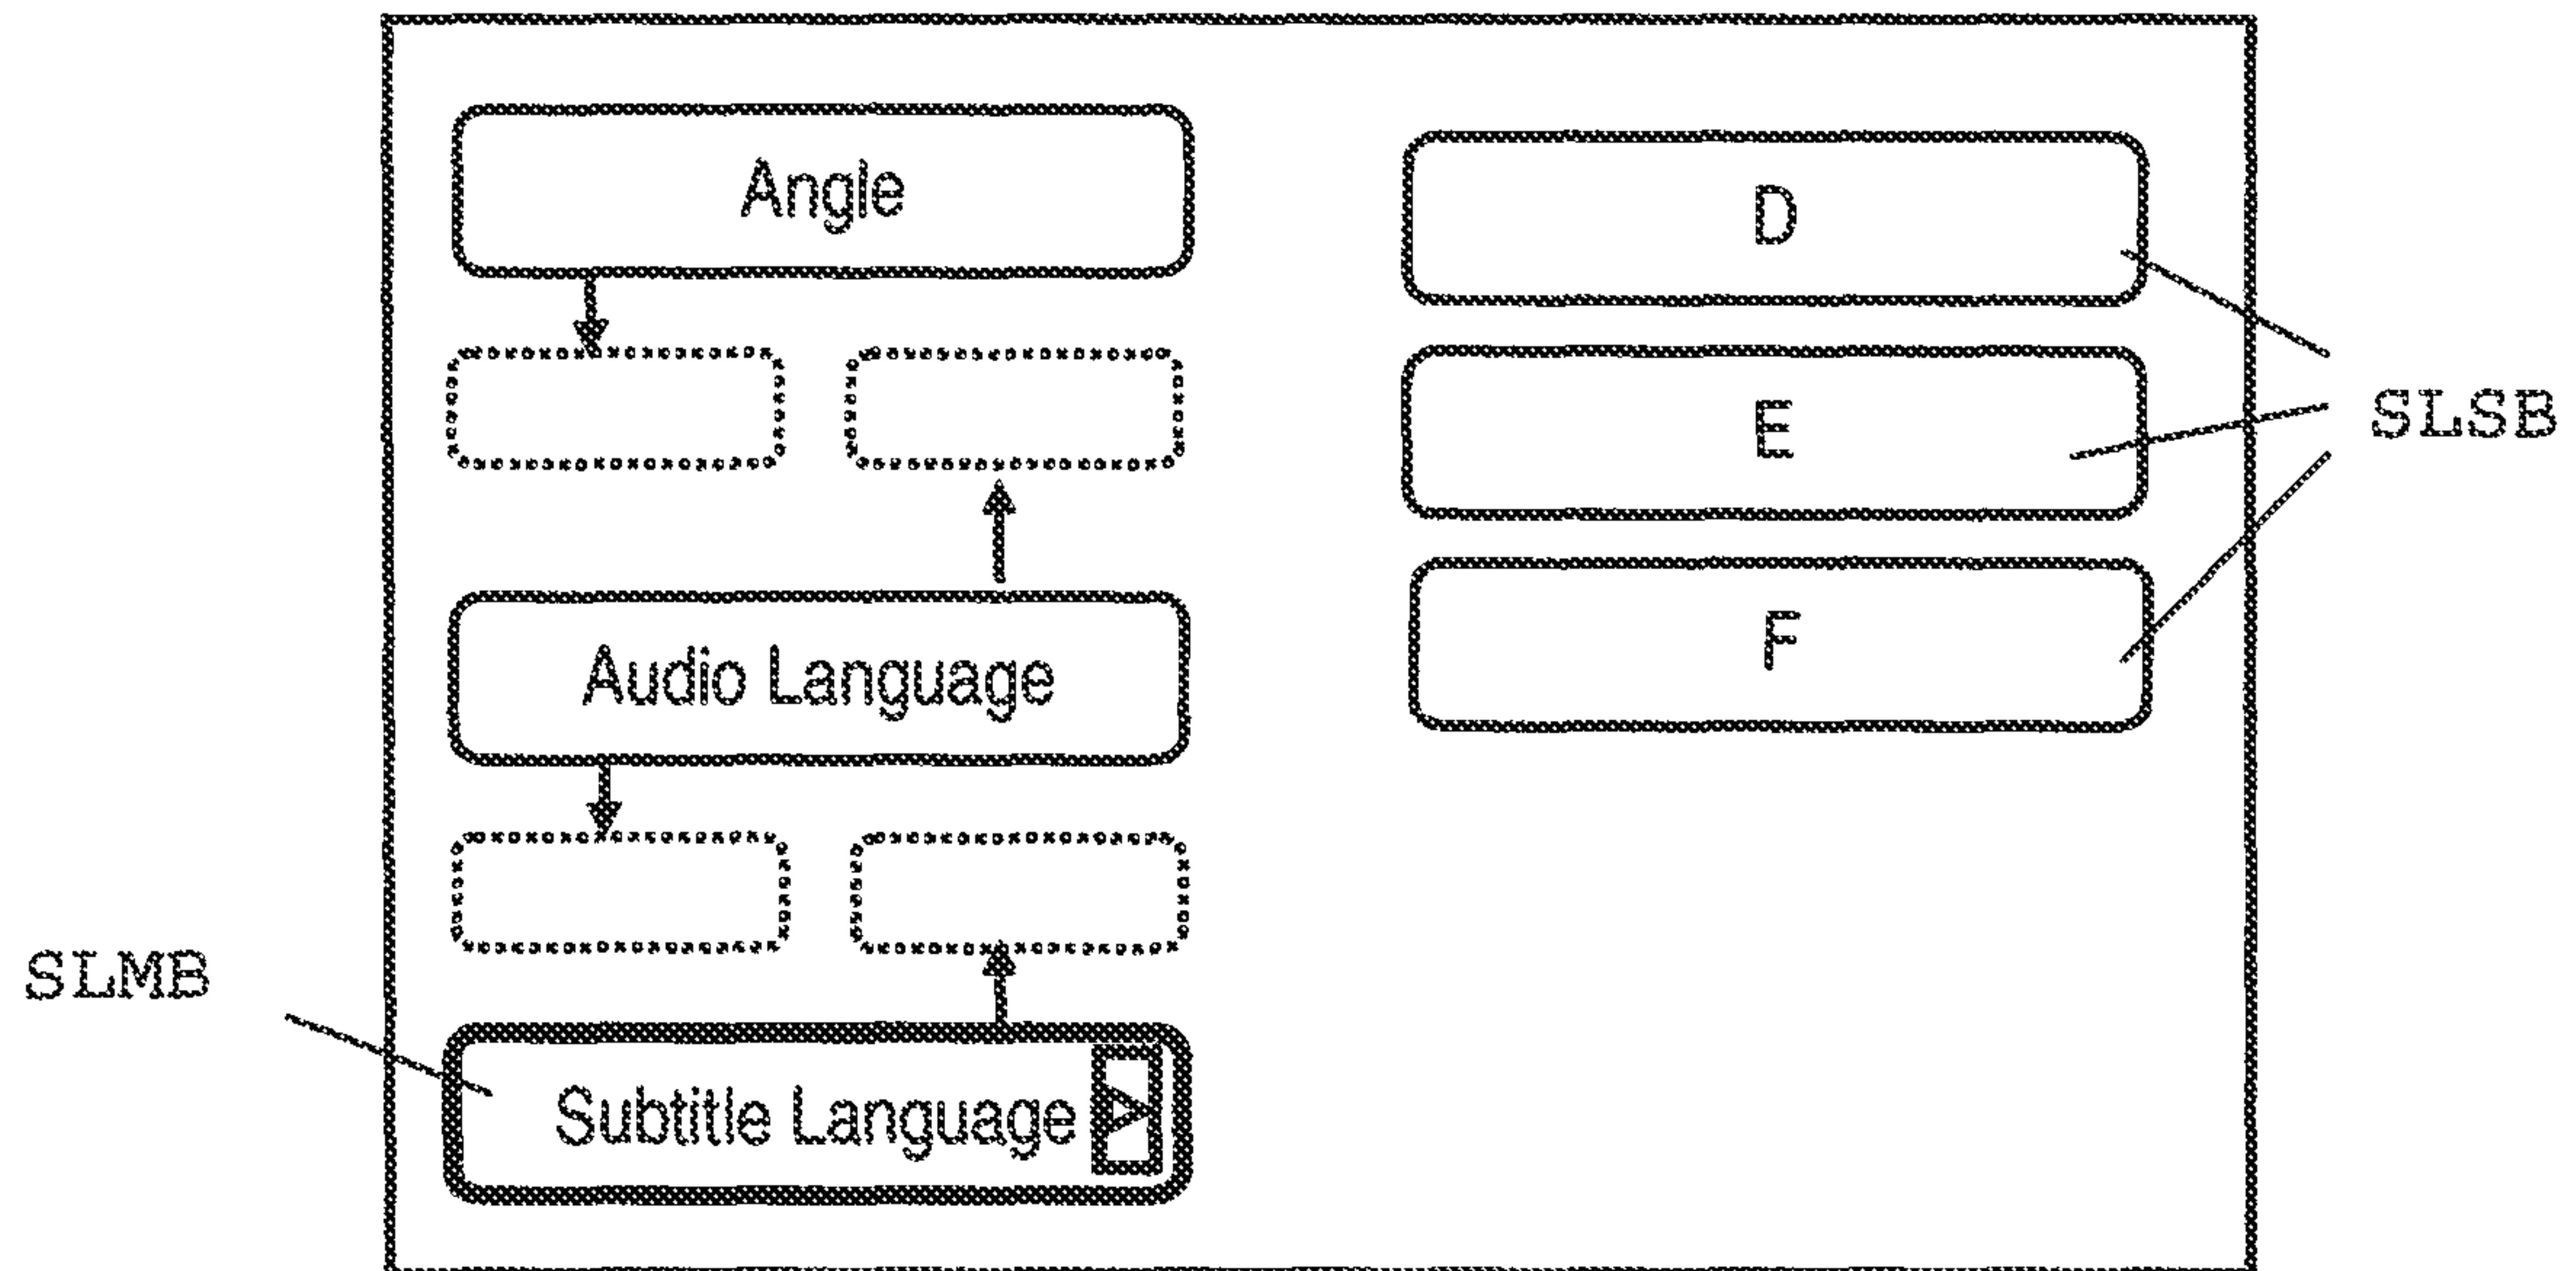 Angle
D
E
SLSB
F
Audio Language
SLMB
Subtitle Language